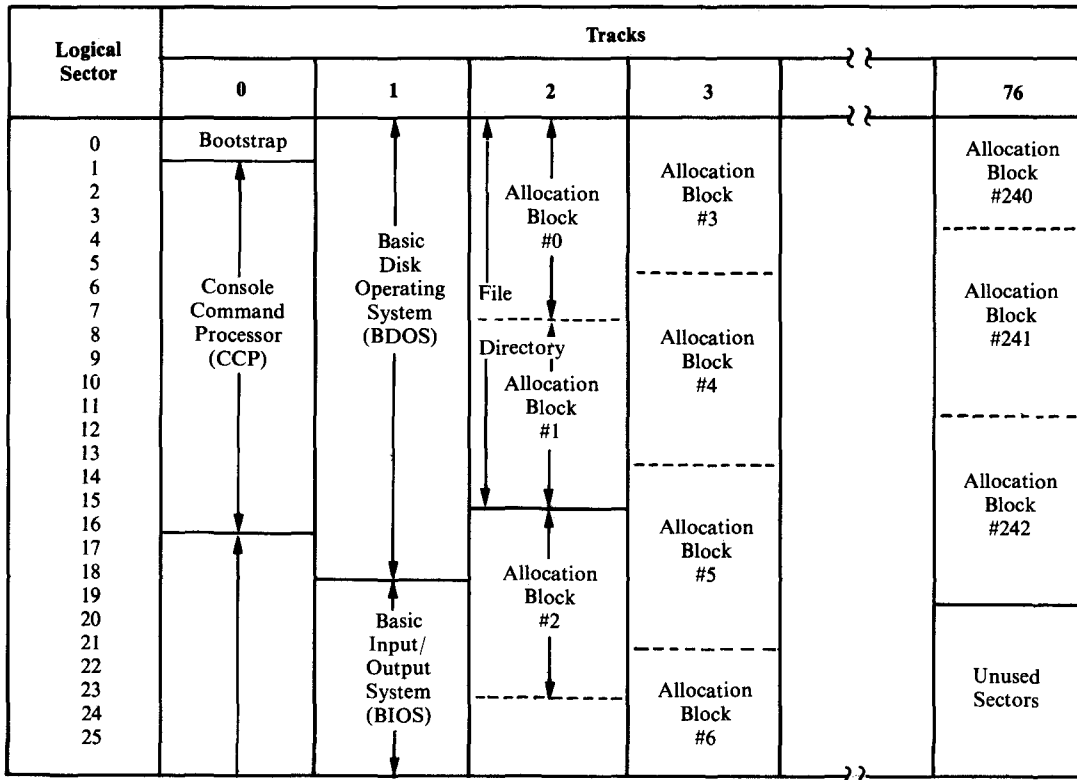 Logical
Sector
Tracks
0
1
2
3
76
0
1
2
3
4
5
6
7
8
9
10
11
12
13
14
15
16
17
18
19
20
21
22
23
24
25
Bootstrap
Console
Command
Processor
(CCP)
Basic
Disk
Operating
System
(BDOS)
Basic
Input/
Output
System
(BIOS)
File
Directory
Allocation
Block
#0
Allocation
Block
#1
Allocation
Block
#2
Allocation
Block
#3
Allocation
Block
#4
Allocation
Block
#5
Allocation
Block
#6
Allocation
Block
#240
Allocation
Block
#241
Allocation
Block
#242
Unused
Sectors